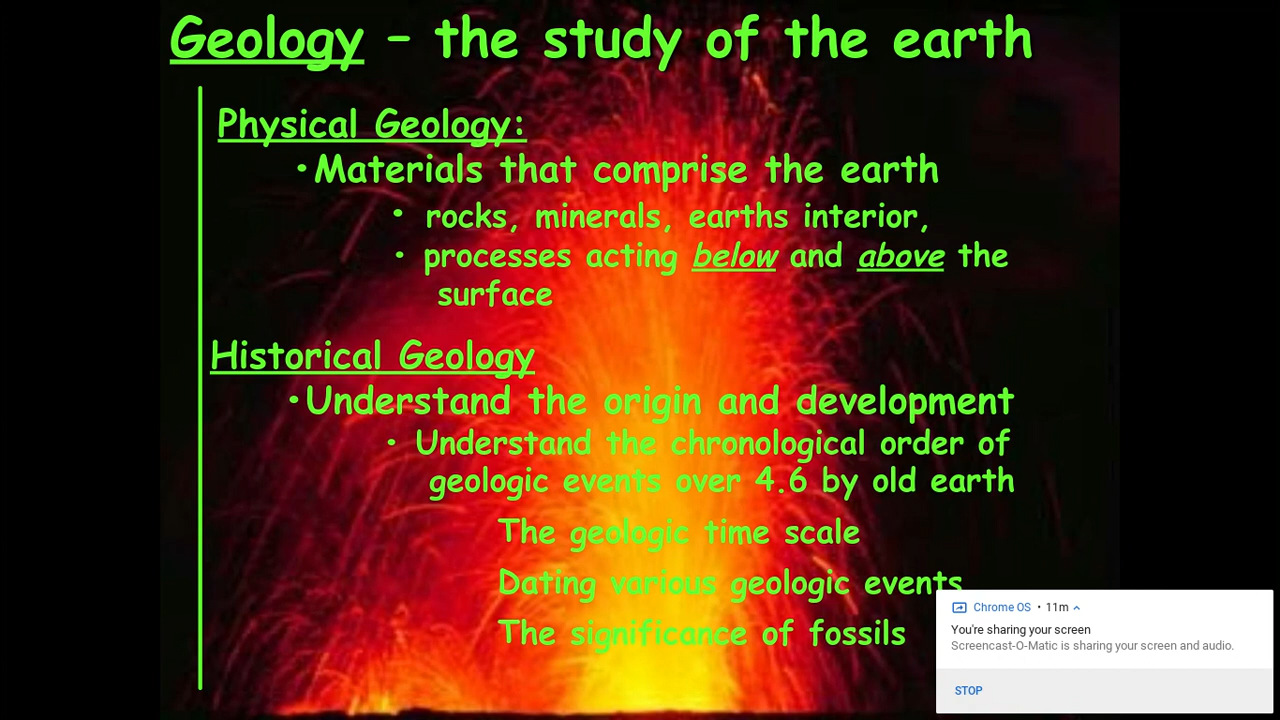 Geology – the study of the earth
Physical Geology:
•Materials that comprise the earth
• rocks, minerals, earths interior,
• processes acting below and above the
surface
Historical Geology
•Understand the origin and development
• Understand the chronological order of
geologic events over 4.6 by old earth
The geologic time scale
Dating various geologic events
The significance of fossils
Chrome OS • 11m
You're sharing your screen
Screencast-O-Matic is sharing your screen and audio.
STOP